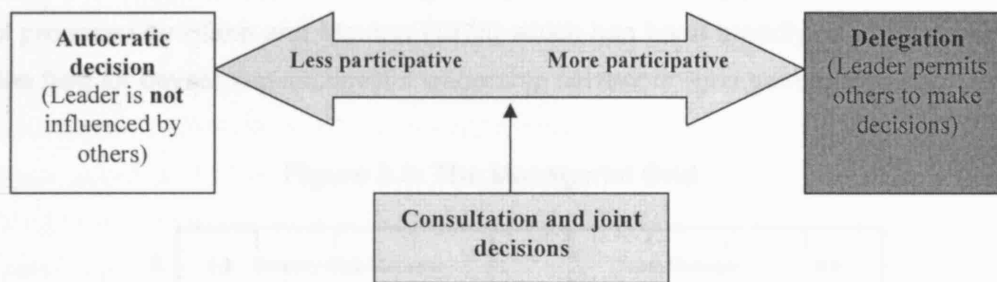 Autocratic
decision
(Leader is not
influenced by
others)
Less participative
More participative
Delegation
(Leader permits
others to make
decisions)
Consultation and joint
decisions